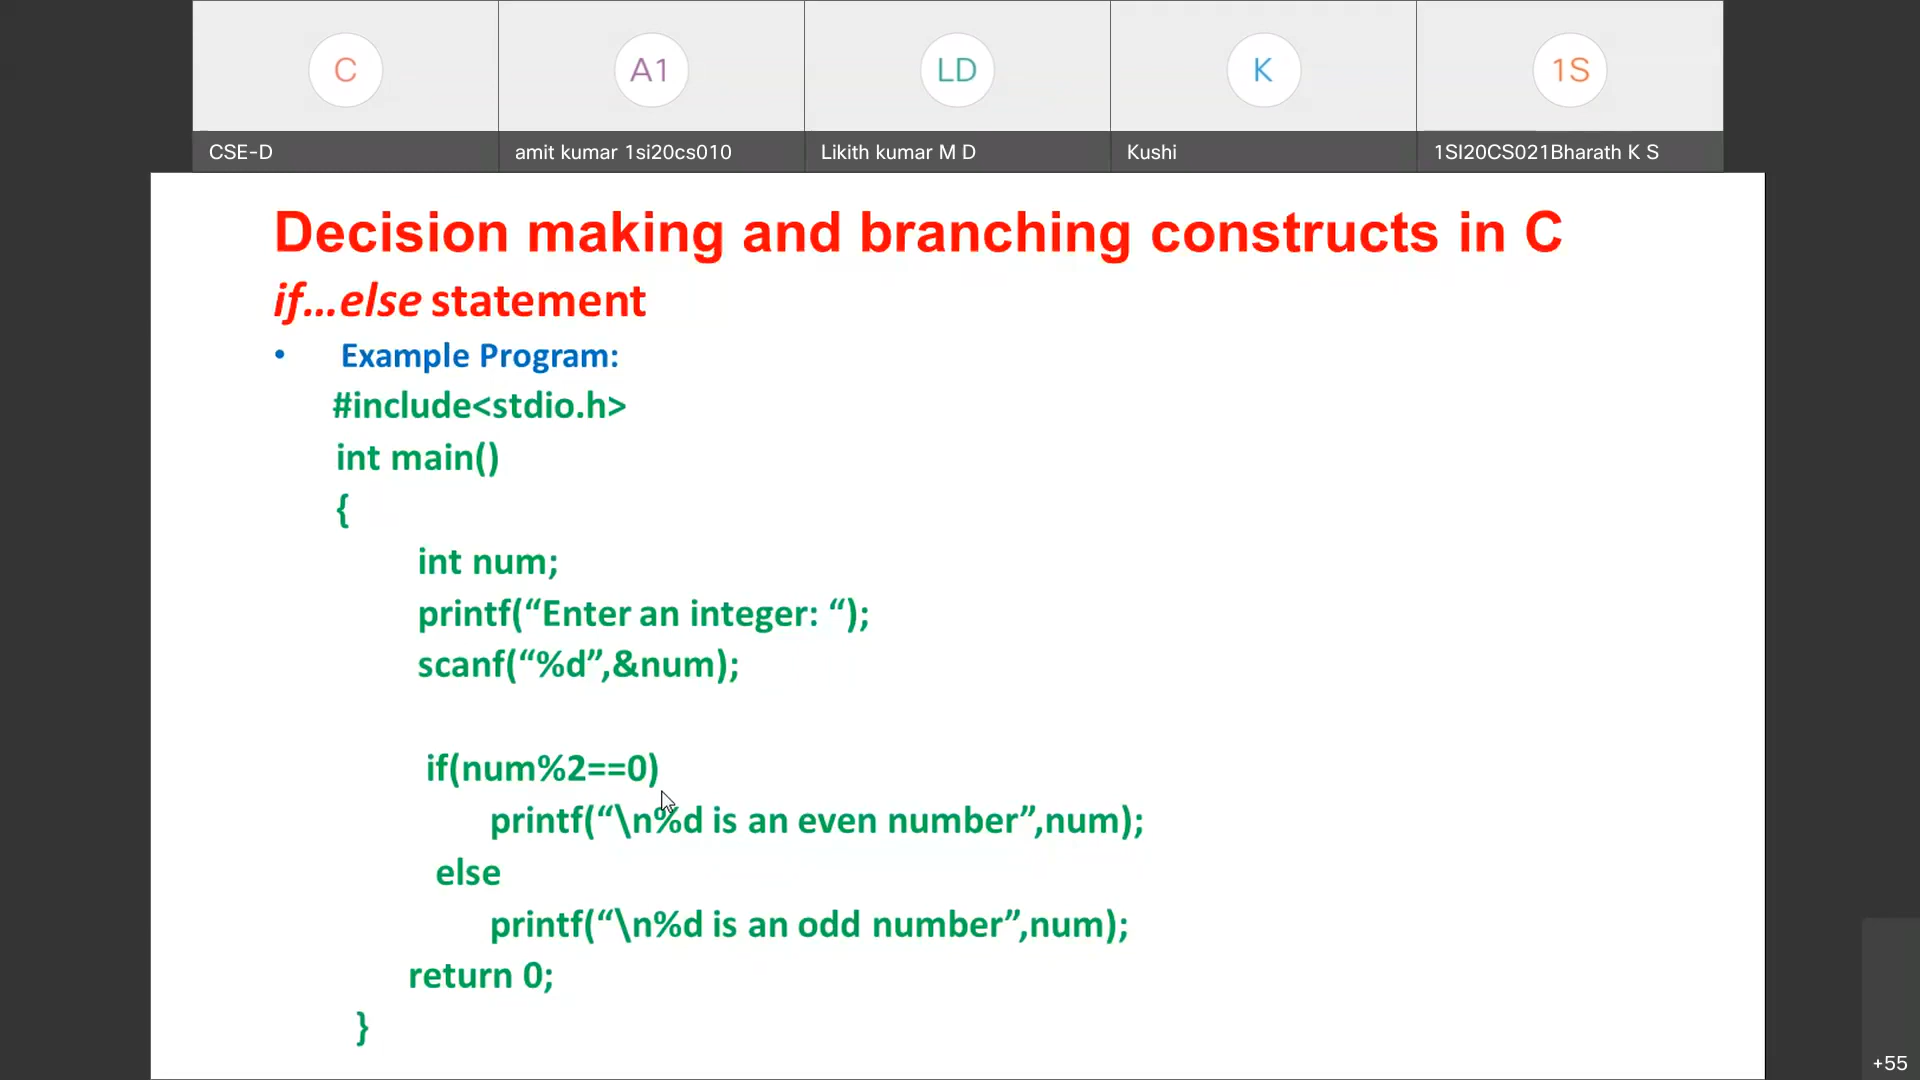 C
A1
LD
K
1S
CSE-D
amit kumar 1si20cs010
Likith kumar M D
Kushi
1SI20CS021Bharath K S
Decision making and branching constructs in C
if...else statement
• Example Program:
#include<stdio.h>
int main()
{
int num;
printf(“Enter an integer: “);
scanf(“%d”,&num);
if(num%2==0)
printf(“\n%d is an even number”,num);
else
printf(“\n%d is an odd number”,num);
return 0;
}
+55